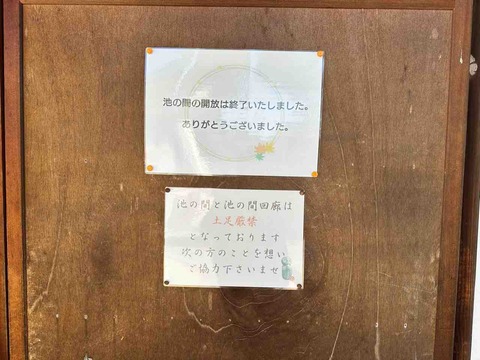 池の間の開放は終了いたしました。
ありがとうございました。
池の間と池の間回廊は
土足厳禁
となっております
次の方のことを想い
ご協力下さいませ